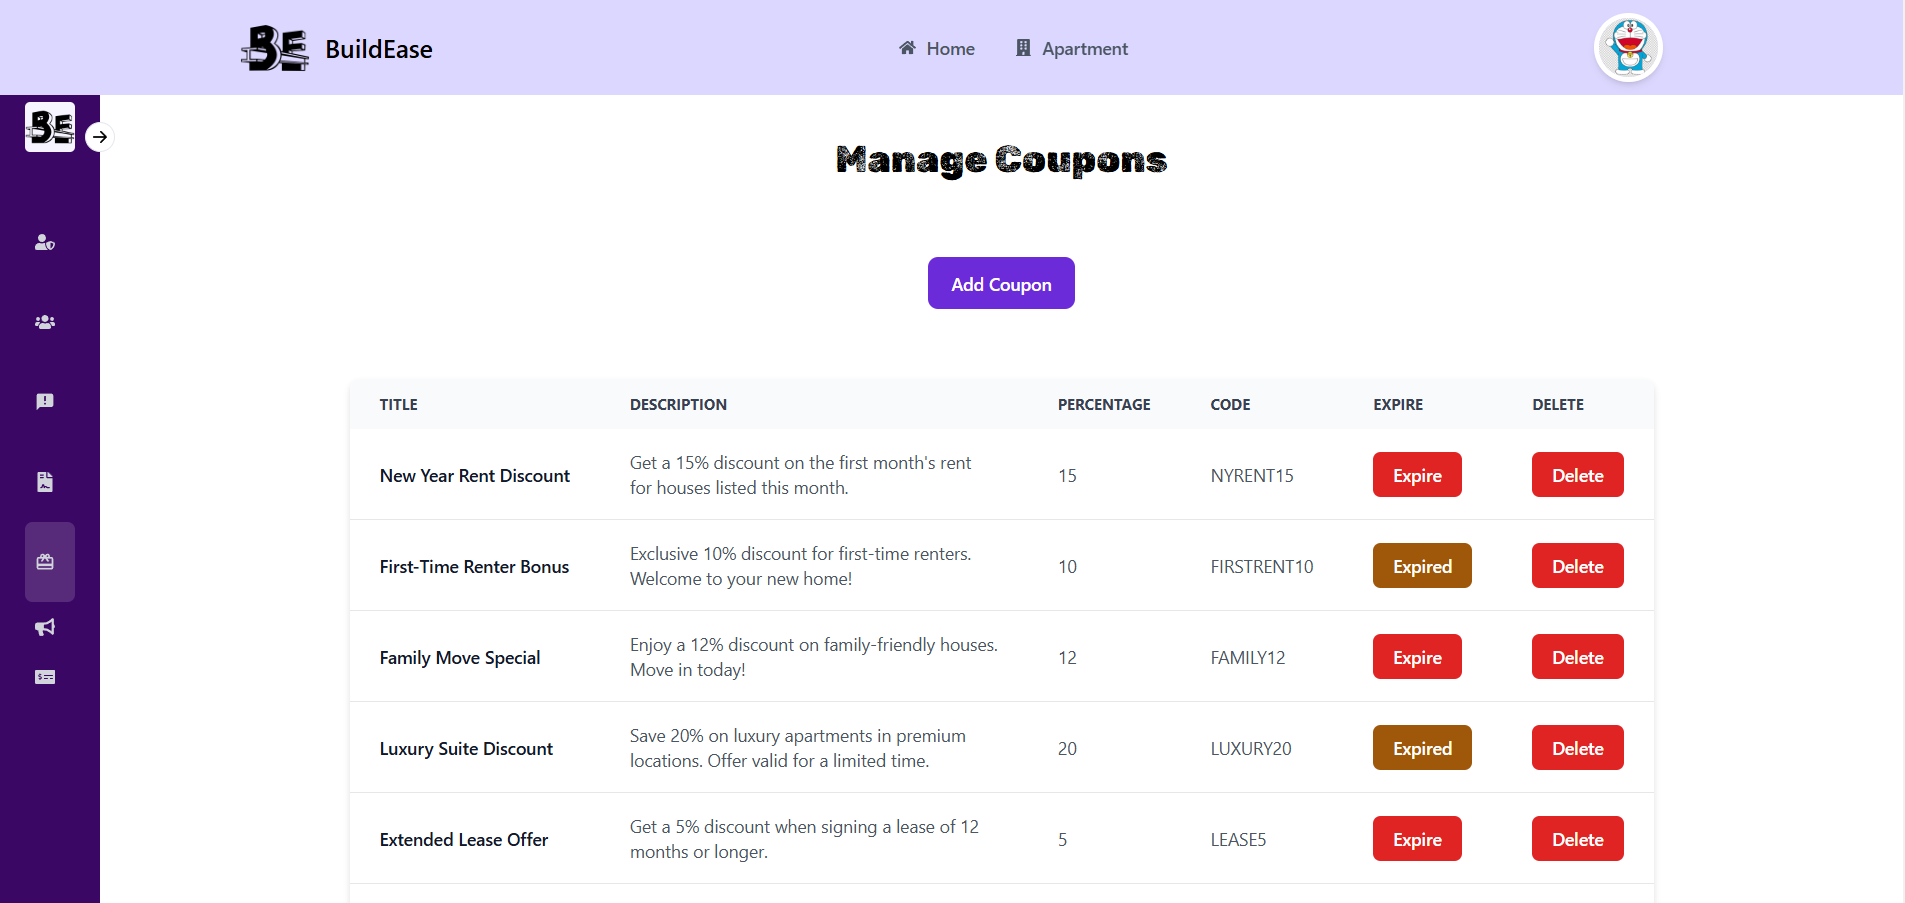 BE BuildEase Home Apartment
BE
Manage Coupons
Add Coupon
TITLE DESCRIPTION PERCENTAGE CODE EXPIRE DELETE
New Year Rent Discount
Get a 15% discount on the first month's rent
for houses listed this month.
15 NYRENT15 Expire Delete
First-Time Renter Bonus
Exclusive 10% discount for first-time renters.
Welcome to your new home!
10 FIRSTRENT10 Expired Delete
Family Move Special
Enjoy a 12% discount on family-friendly houses.
Move in today!
12 FAMILY12 Expire Delete
Luxury Suite Discount
Save 20% on luxury apartments in premium
locations. Offer valid for a limited time.
20 LUXURY20 Expired Delete
Extended Lease Offer
Get a 5% discount when signing a lease of 12
months or longer.
5 LEASE5 Expire Delete